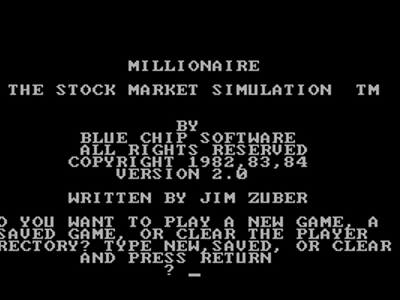 MILLIONAIRE
THE STOCK MARKET SIMULATION TM
BY
BLUE CHIP SOFTWARE
ALL RIGHTS RESERVED
COPYRIGHT 1982,83,84
VERSION 2.0
WRITTEN BY JIM ZUBER
O YOU WANT TO PLAY A NEW GAME, A
SAVED GAME, OR CLEAR THE PLAYER
RECTORY? TYPE NEW,SAVED, OR CLEAR
AND PRESS RETURN
? _